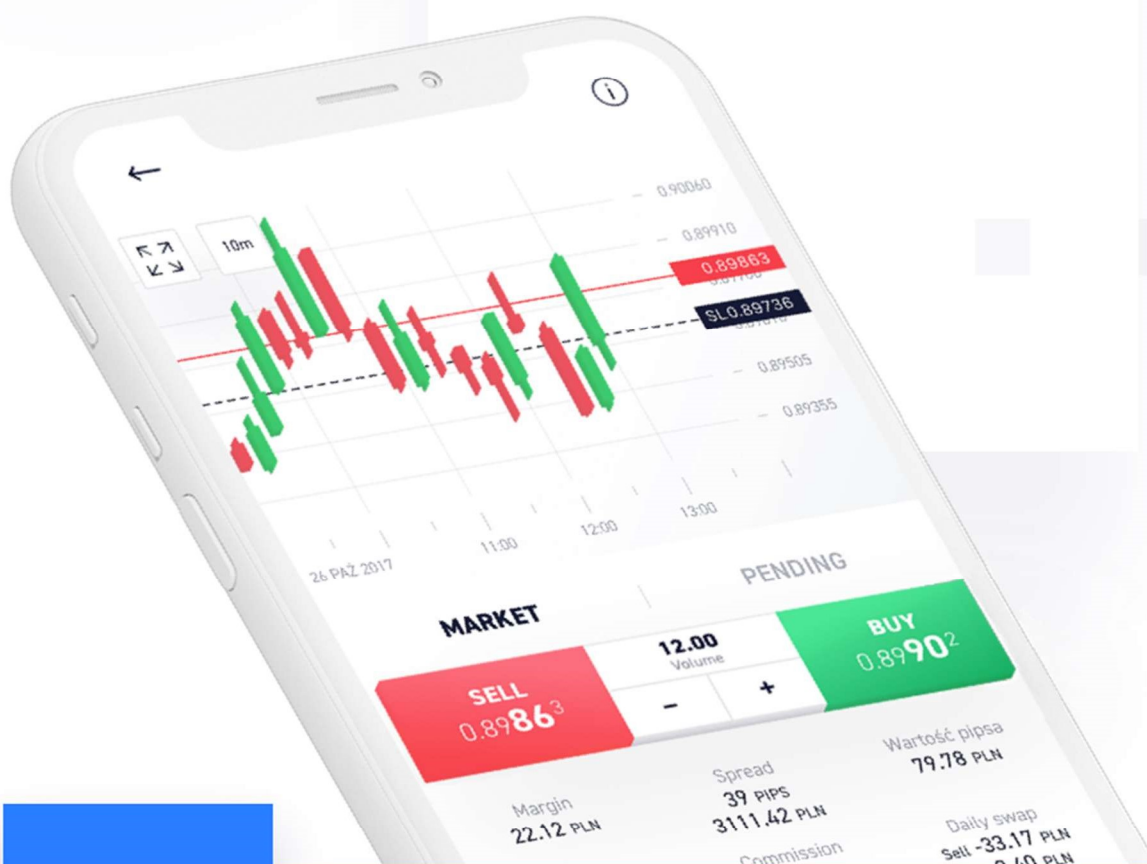 10m
0.90060
0.89910
0.89863
SL0.89736
0.89505
0.89355
26 PAŹ 2017
11:00
12:00
13:00
MARKET
PENDING
SELL
0.89863
12.00
Volume
-
+
BUY
0.89902
Margin
22.12 PLN
Spread
39 PIPS
3111.42 PLN
Wartość pipsa
79.78 PLN
Commission
Daily swap
Sell -33.17 PLN